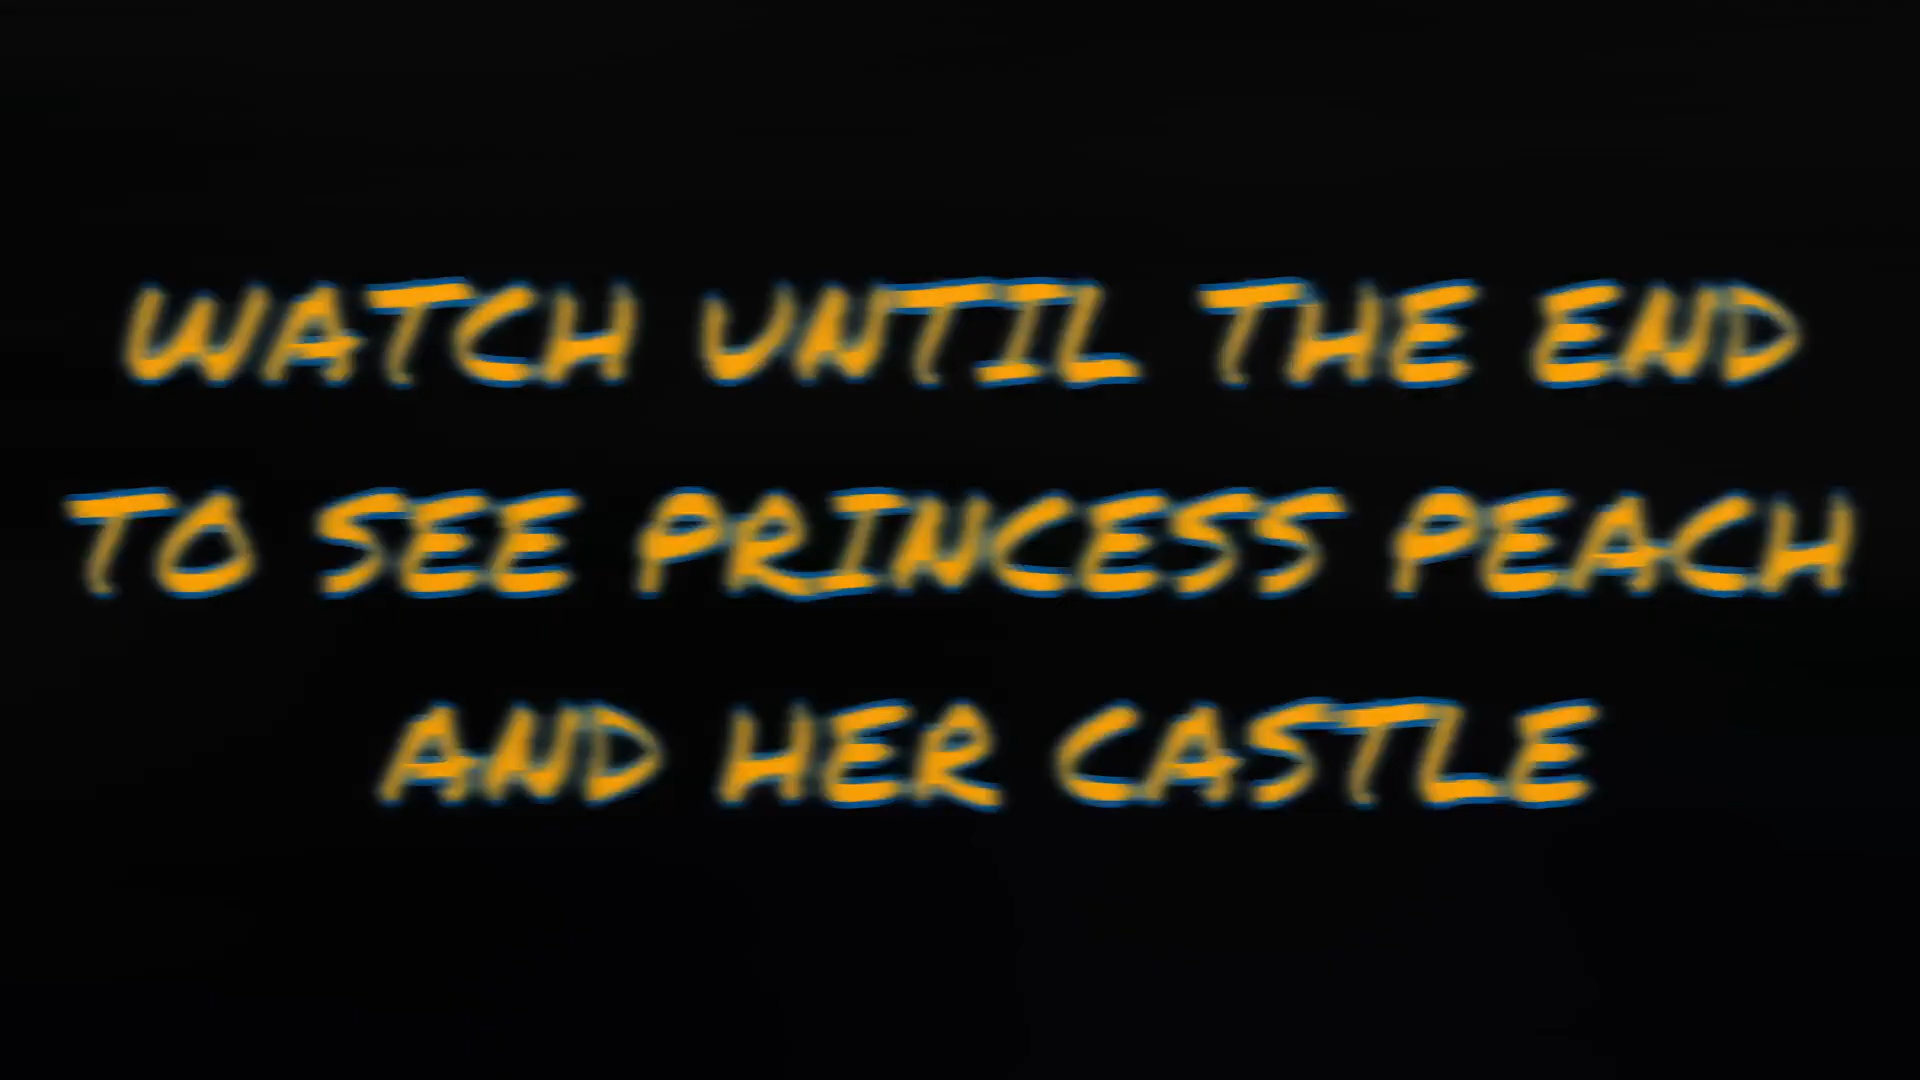 WATCH UNTIL THE END
TO SEE PRINCESS PEACH
AND HER CASTLE